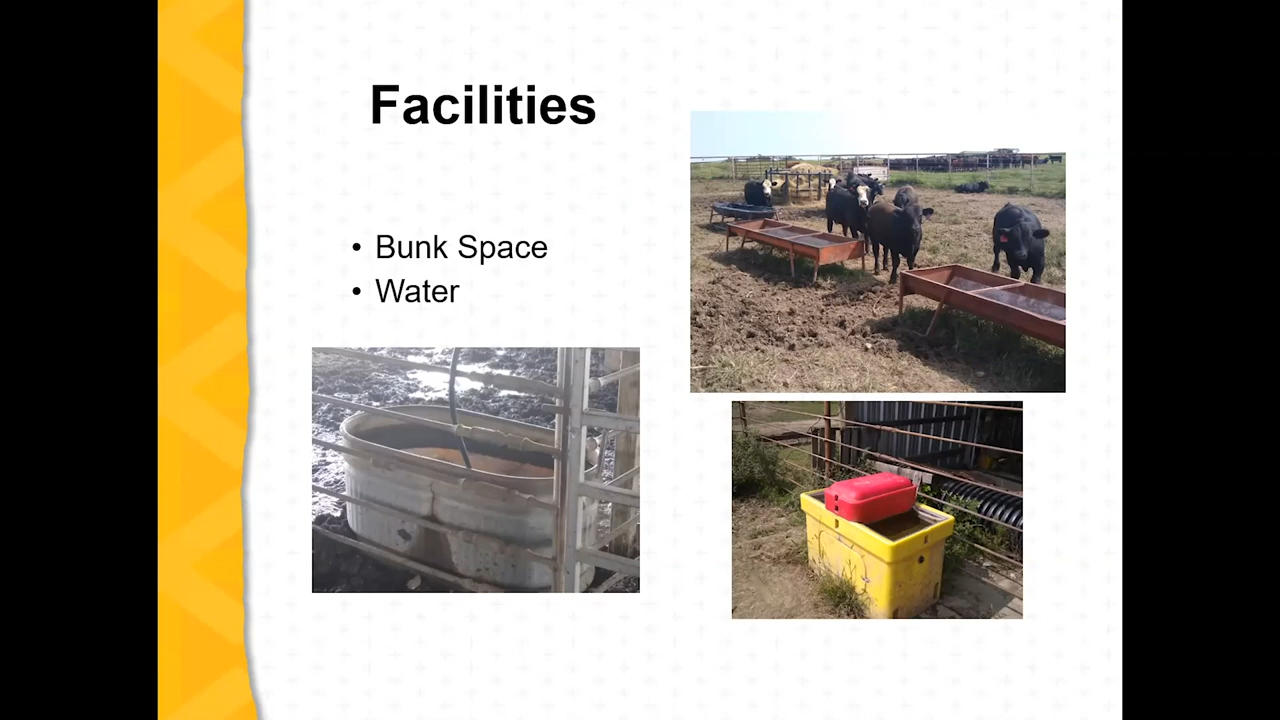 Facilities
• Bunk Space
• Water